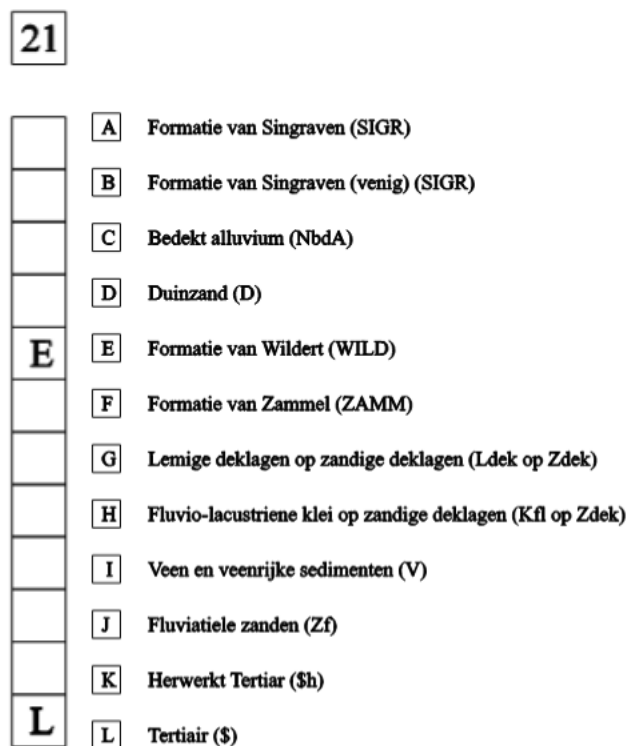 21
A Formatie van Singraven (SIGR)
B Formatie van Singraven (venig) (SIGR)
C Bedekt alluvium (NbdA)
D Duinzand (D)
E E Formatie van Wildert (WILD)
F Formatie van Zammel (ZAMM)
G Lemige deklagen op zandige deklagen (Ldek op Zdek)
H Fluvio-lacustriene klei op zandige deklagen (Kfl op Zdek)
I Veen en veenrijke sedimenten (V)
J Fluviatiele zanden (Zf)
K Herwerkt Tertiar ($h)
L L Tertiair ($)